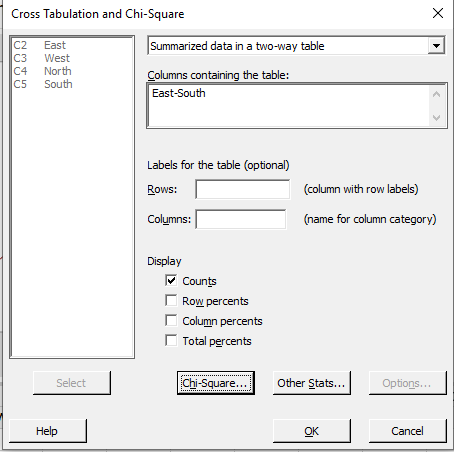 Cross Tabulation and Chi-Square
C2 East
C3 West
C4 North
C5 South
Summarized data in a two-way table
Columns containing the table:
East-South
Labels for the table (optional)
Rows: (column with row labels)
Columns: (name for column category)
Display
Counts
Row percents
Column percents
Total percents
Select Chi-Square... Other Stats... Options...
Help OK Cancel